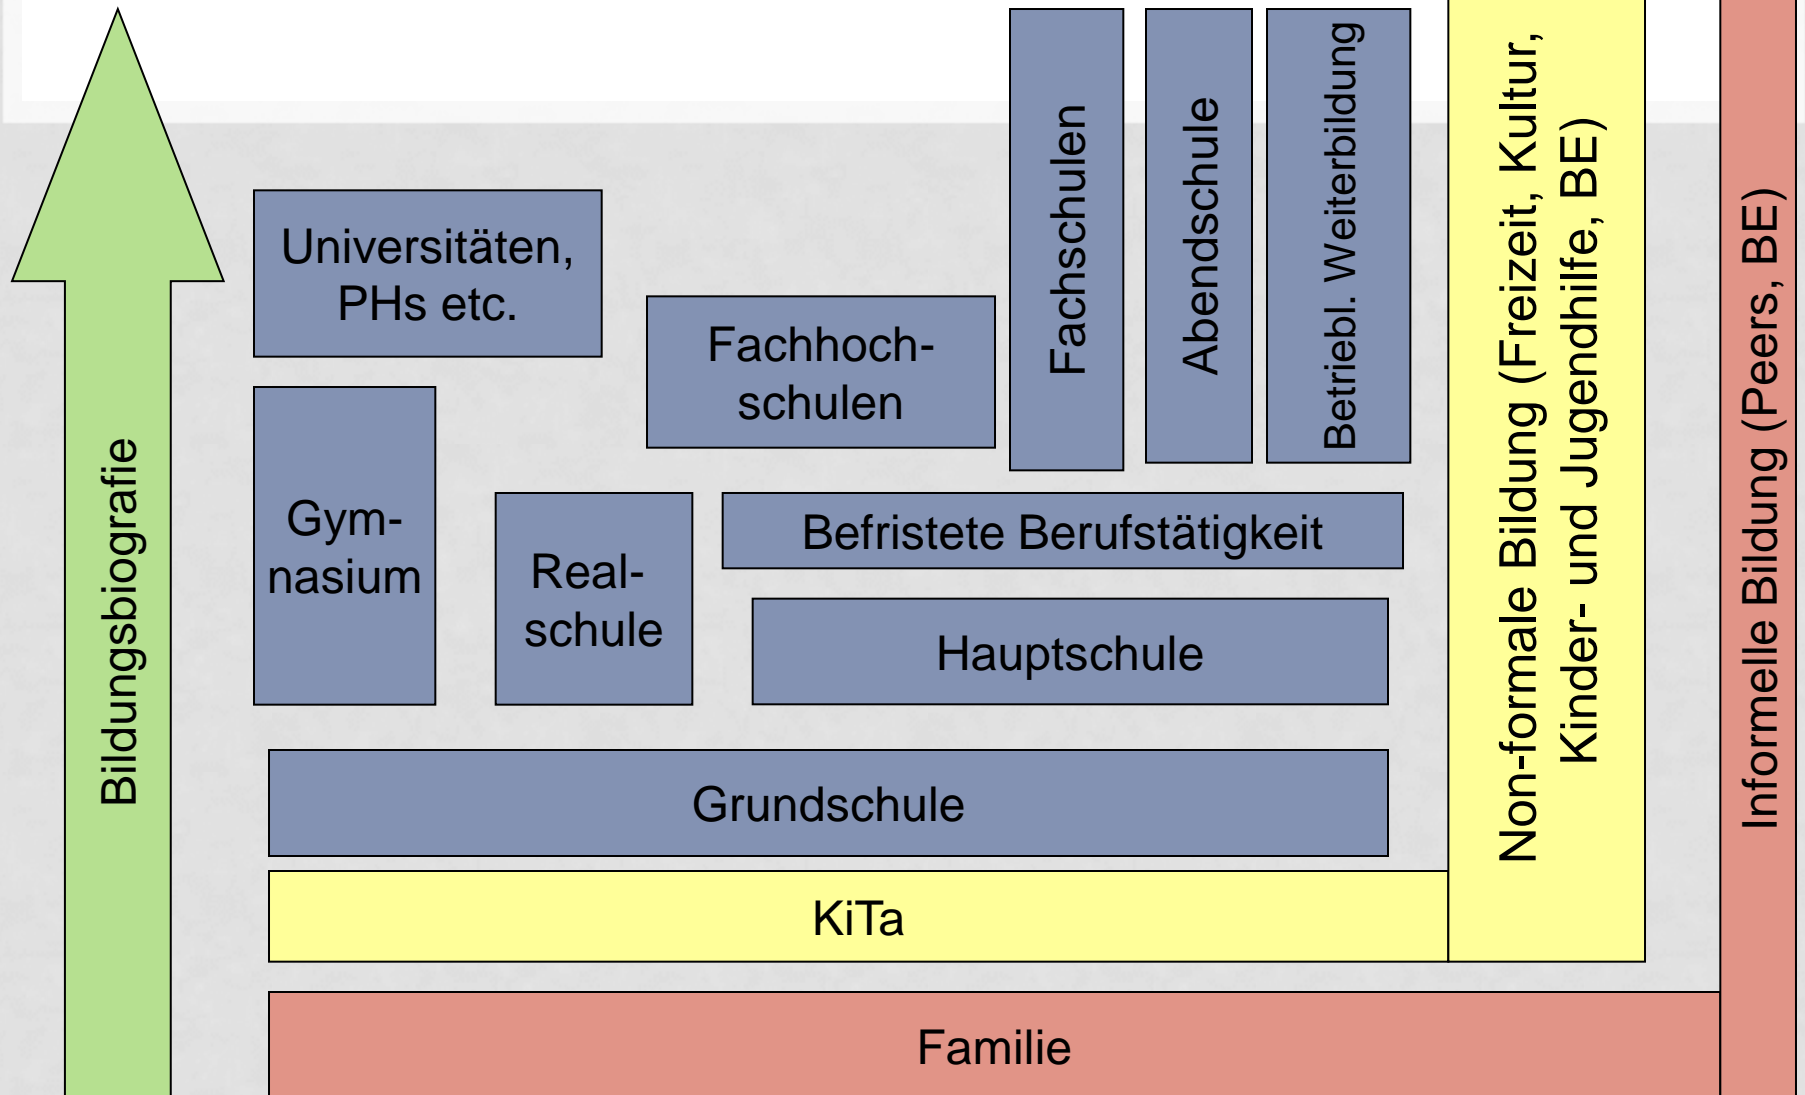 Bildungsbiografie
Universitäten,
PHs etc.
Fachhoch-
schulen
Fachschulen
Abendschule
Betriebl. Weiterbildung
Gym-
nasium
Real-
schule
Befristete Berufstätigkeit
Hauptschule
Grundschule
KiTa
Familie
Non-formale Bildung (Freizeit, Kultur,
Kinder- und Jugendhilfe, BE)
Informelle Bildung (Peers, BE)